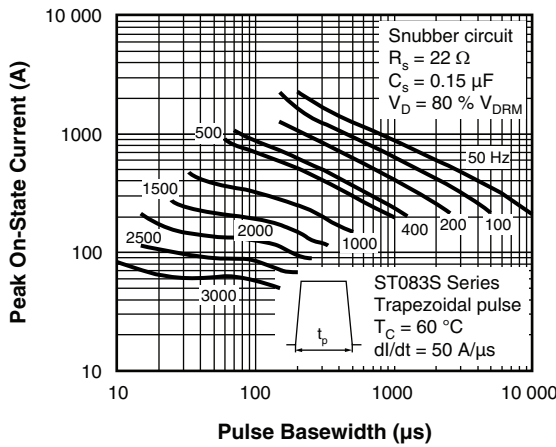 Peak On-State Current (A)
10 000
1000
100
10
Snubber circuit
Rs = 22 Ω
Cs = 0.15 µF
VD = 80 % VDRM
50 Hz
500
1500
2500
2000
3000
1000
400
200
100
ST083S Series
Trapezoidal pulse
TC = 60 °C
dI/dt = 50 A/µs
tp
10
100
1000
10 000
Pulse Basewidth (µs)